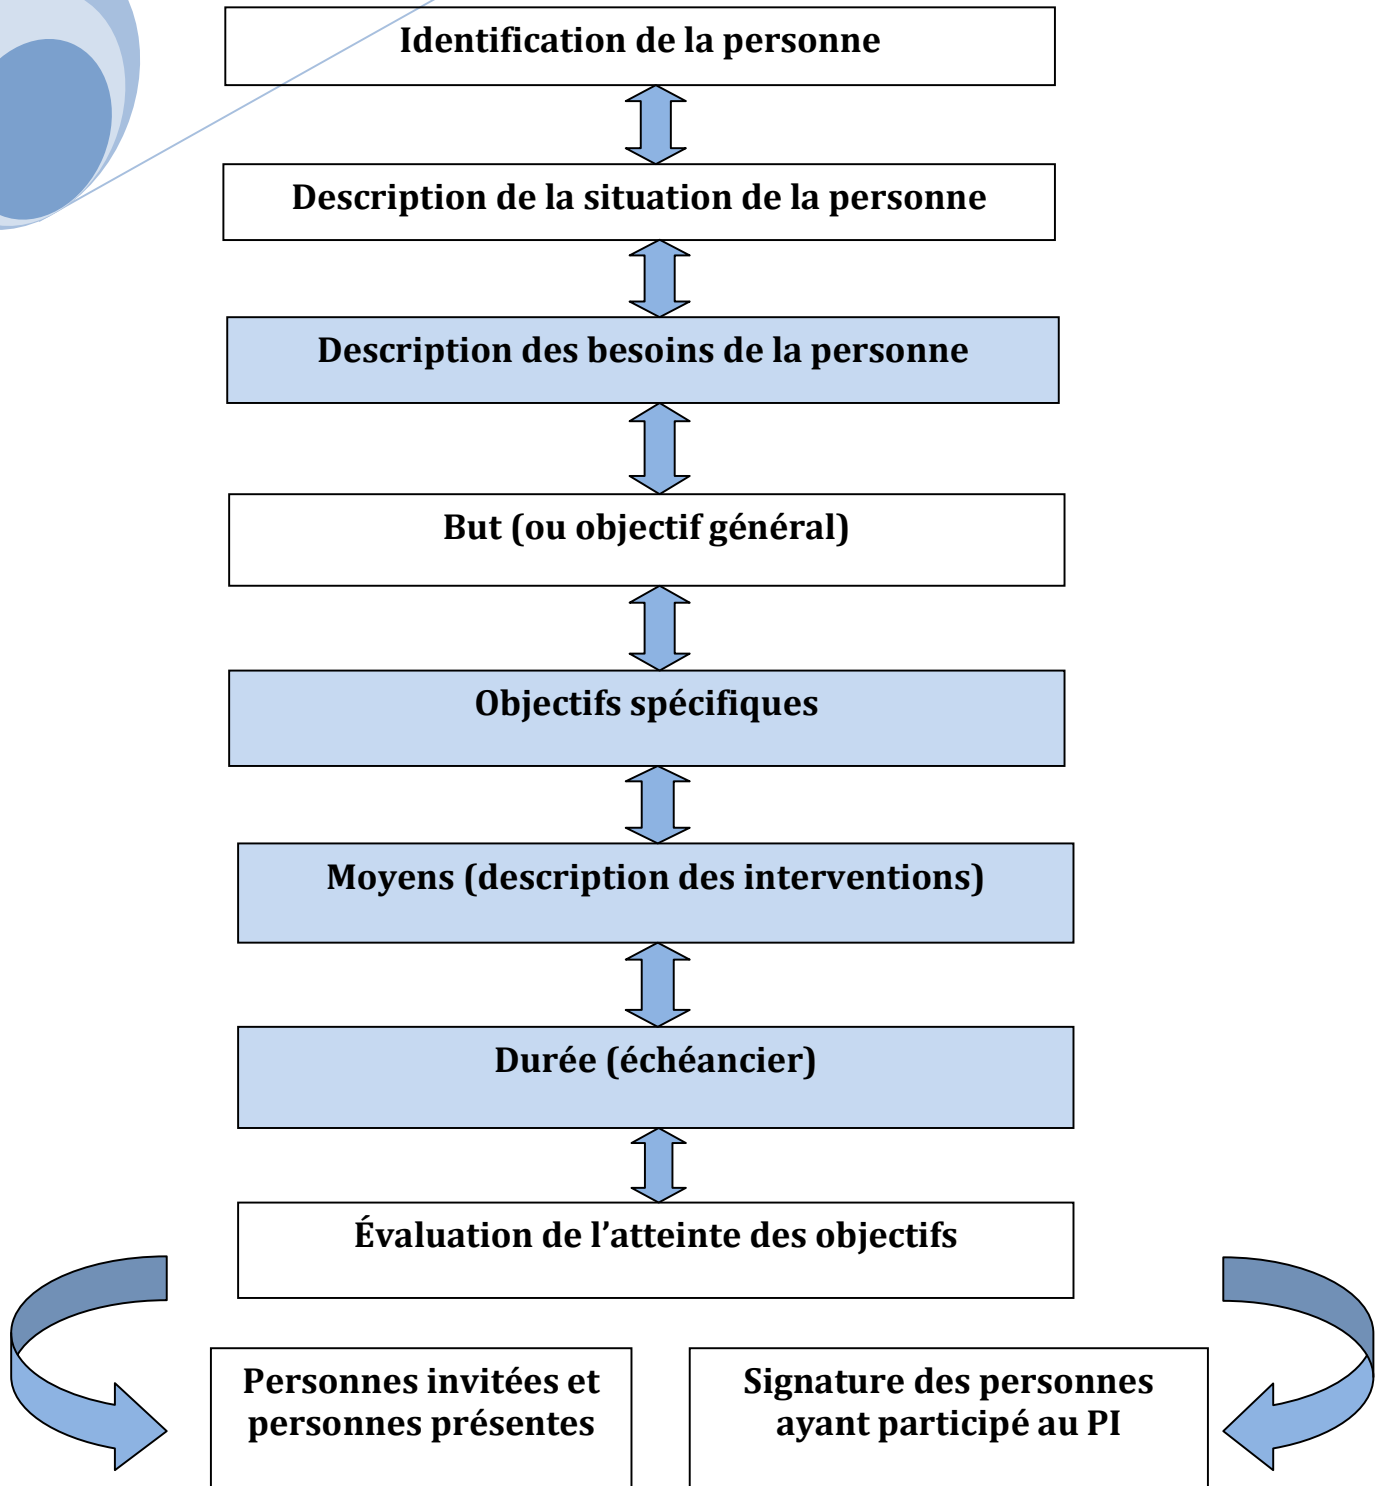 Identification de la personne
Description de la situation de la personne
Description des besoins de la personne
But (ou objectif général)
Objectifs spécifiques
Moyens (description des interventions)
Durée (échéancier)
Évaluation de l’atteinte des objectifs
Personnes invitées et
personnes présentes
Signature des personnes
ayant participé au PI